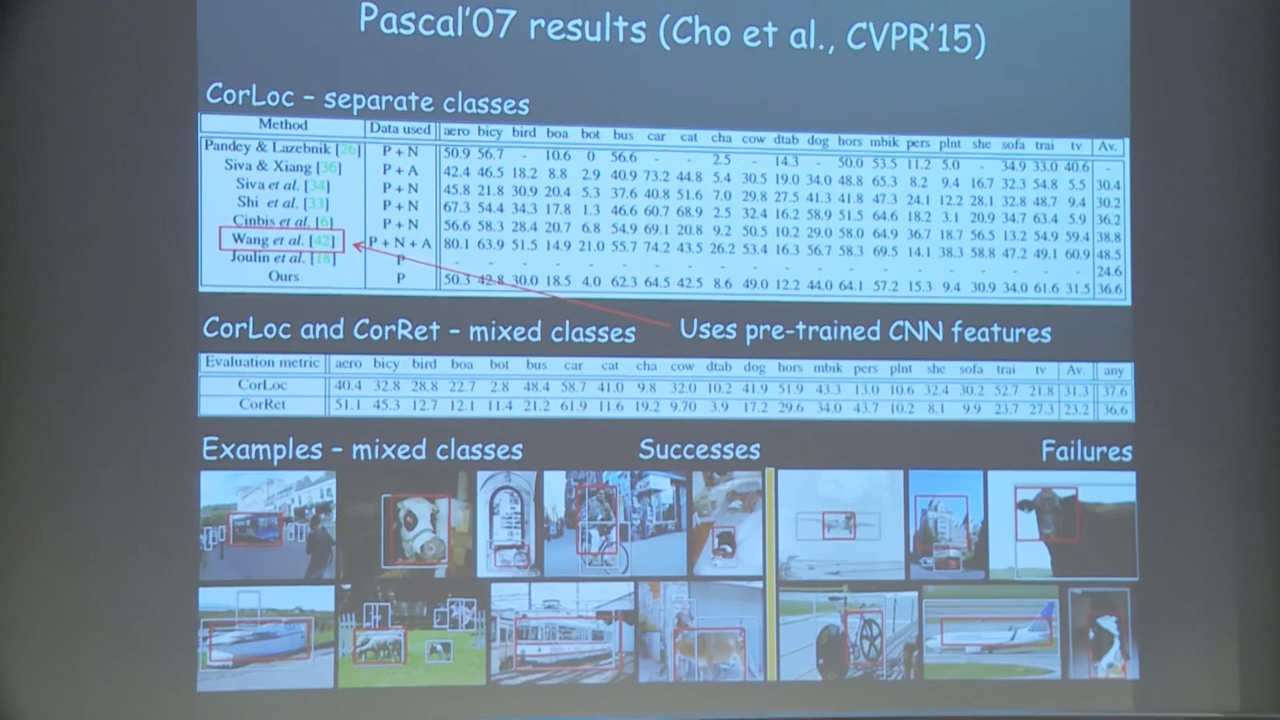 Pascal'07 results (Cho et al., CVPR'15)
CorLoc – separate classes
Method Data used aero bicy bird boa bot bus car cat cha cow dtab dog hors mbik pers plnt she sofa trai tv Av.
Pandey & Lazebnik [26] P + N 50.9 56.7 - 10.6 0 56.6 - - 2.5 - 14.3 - 50.0 53.5 11.2 5.0 - 34.9 33.0 40.6 -
Siva & Xiang [36] P + A 42.4 46.5 18.2 8.8 2.9 40.9 73.2 44.8 5.4 30.5 19.0 34.0 48.8 65.3 8.2 9.4 16.7 32.3 54.8 5.5 30.4
Siva et al. [34] P + N 45.8 21.8 30.9 20.4 5.3 37.6 40.8 51.6 7.0 29.8 27.5 41.3 41.8 47.3 24.1 12.2 28.1 32.8 48.7 9.4 30.2
Shi et al. [33] P + N 67.3 54.4 34.3 17.8 1.3 46.6 60.7 68.9 2.5 32.4 16.2 58.9 51.5 64.6 18.2 3.1 20.9 34.7 63.4 5.9 36.2
Cinbis et al. [6] P + N 56.6 58.3 28.4 20.7 6.8 54.9 69.1 20.8 9.2 50.5 10.2 29.0 58.0 64.9 36.7 18.7 56.5 13.2 54.9 59.4 38.8
Wang et al. [42] P + N + A 80.1 63.9 51.5 14.9 21.0 55.7 74.2 43.5 26.2 53.4 16.3 56.7 58.3 69.5 14.1 38.3 58.8 47.2 49.1 60.9 48.5
Joulin et al. [18] P - - - - - - - - - - - - - - - - - - - - 24.6
Ours P 50.3 42.8 30.0 18.5 4.0 62.3 64.5 42.5 8.6 49.0 12.2 44.0 64.1 57.2 15.3 9.4 30.9 34.0 61.6 31.5 36.6
CorLoc and CorRet – mixed classes Uses pre-trained CNN features
Evaluation metric aero bicy bird boa bot bus car cat cha cow dtab dog hors mbik pers plnt she sofa trai tv Av. any
CorLoc 40.4 32.8 28.8 22.7 2.8 48.4 58.7 41.0 9.8 32.0 10.2 41.9 51.9 43.3 13.0 10.6 32.4 30.2 52.7 21.8 31.3 37.6
CorRet 51.1 45.3 12.7 12.1 11.4 21.2 61.9 11.6 19.2 9.70 3.9 17.2 29.6 34.0 43.7 10.2 8.1 9.9 23.7 27.3 23.2 36.6
Examples – mixed classes Successes Failures